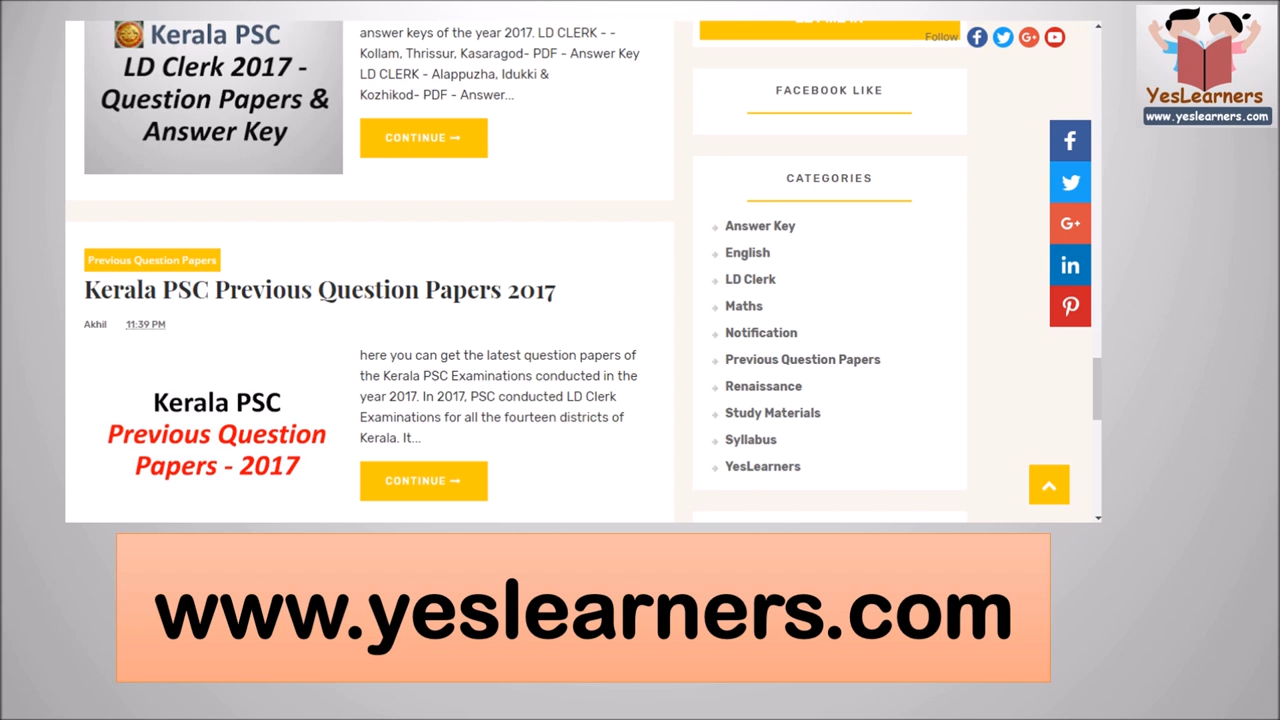 Kerala PSC
LD Clerk 2017 -
Question Papers &
Answer Key
answer keys of the year 2017. LD CLERK - -
Kollam, Thrissur, Kasaragod- PDF - Answer Key
LD CLERK - Alappuzha, Idukki &
Kozhikod- PDF - Answer...
CONTINUE
Previous Question Papers
Kerala PSC Previous Question Papers 2017
Akhil 11:39 PM
Kerala PSC
Previous Question
Papers - 2017
here you can get the latest question papers of
the Kerala PSC Examinations conducted in the
year 2017. In 2017, PSC conducted LD Clerk
Examinations for all the fourteen districts of
Kerala. It...
CONTINUE
Follow
FACEBOOK LIKE
CATEGORIES
Answer Key
English
LD Clerk
Maths
Notification
Previous Question Papers
Renaissance
Study Materials
Syllabus
YesLearners
YesLearners
www.yeslearners.com
www.yeslearners.com